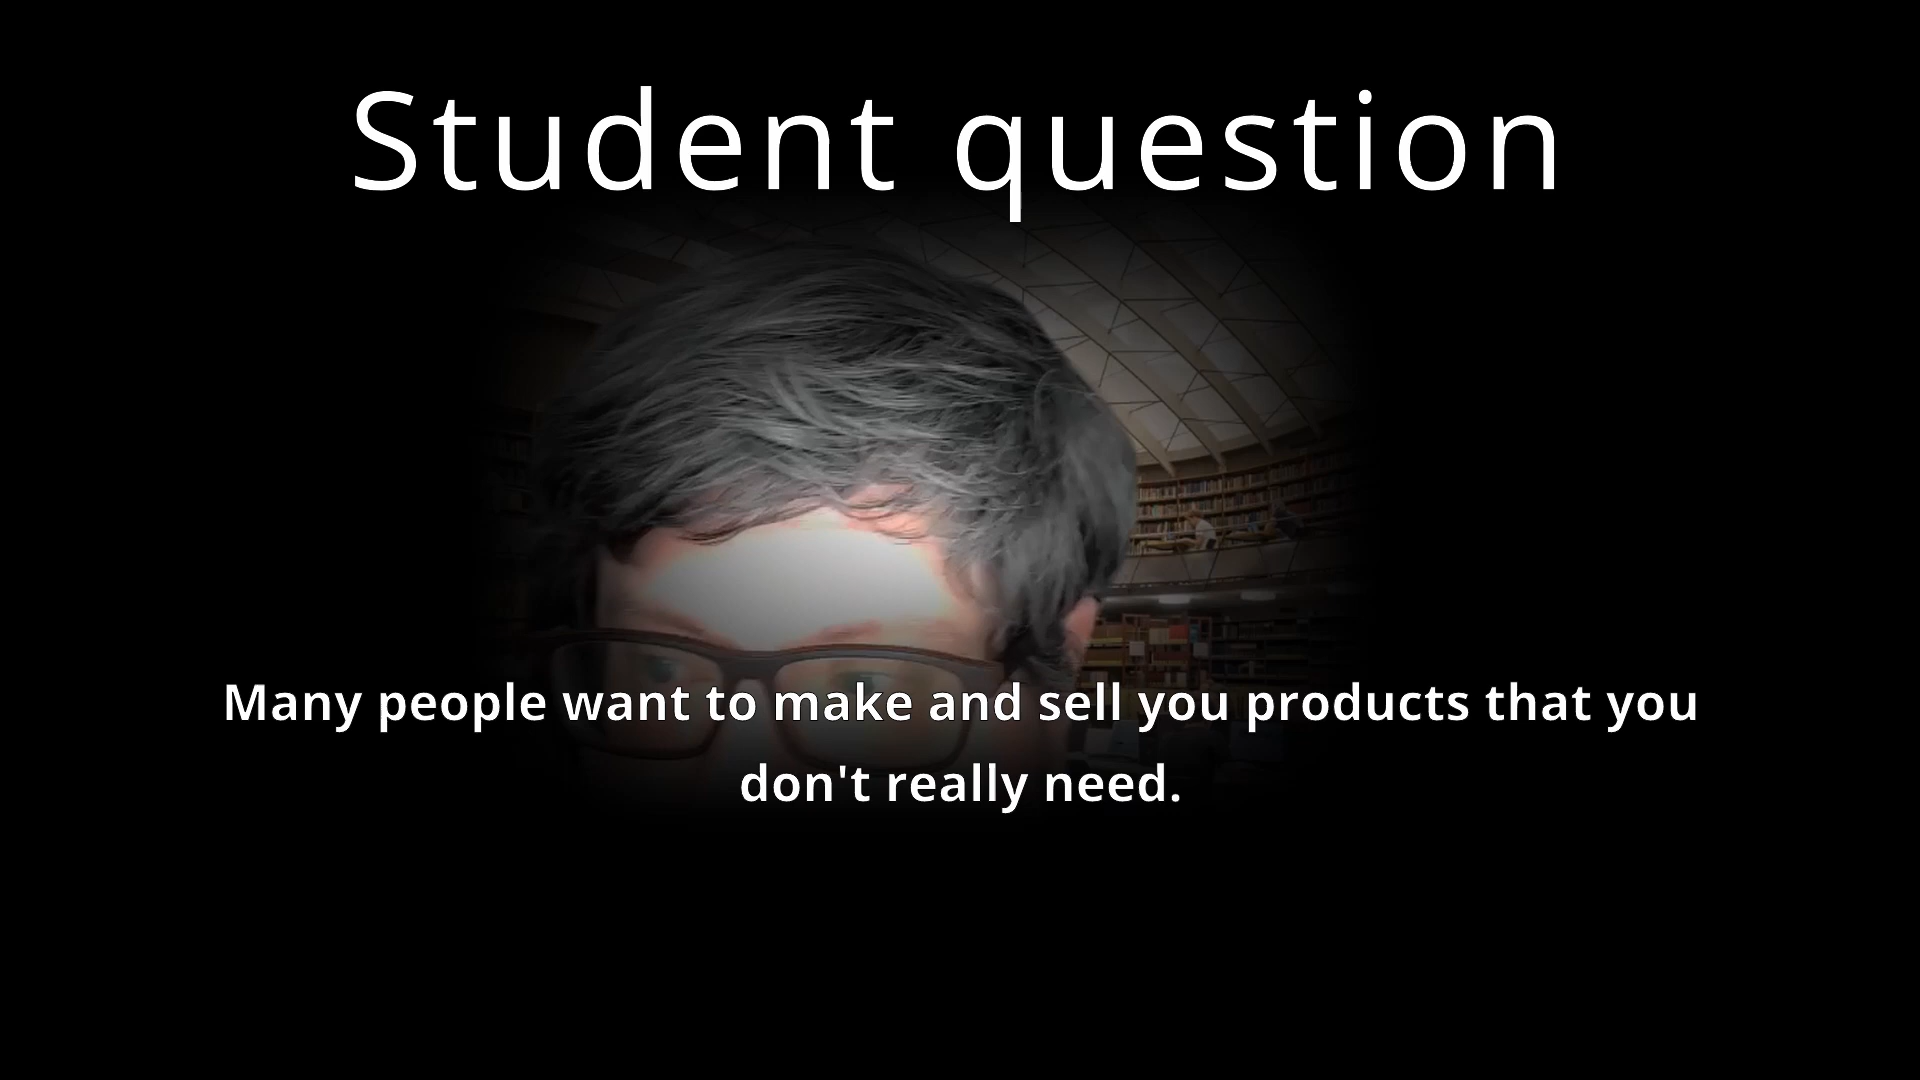 Student question
Many people want to make and sell you products that you
don't really need.